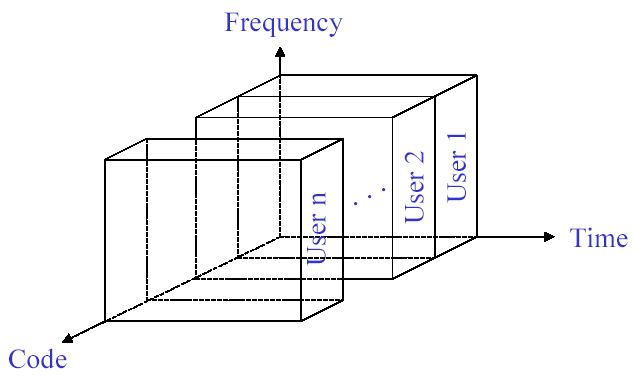 Frequency
User 1
User 2
. . .
User n
Time
Code